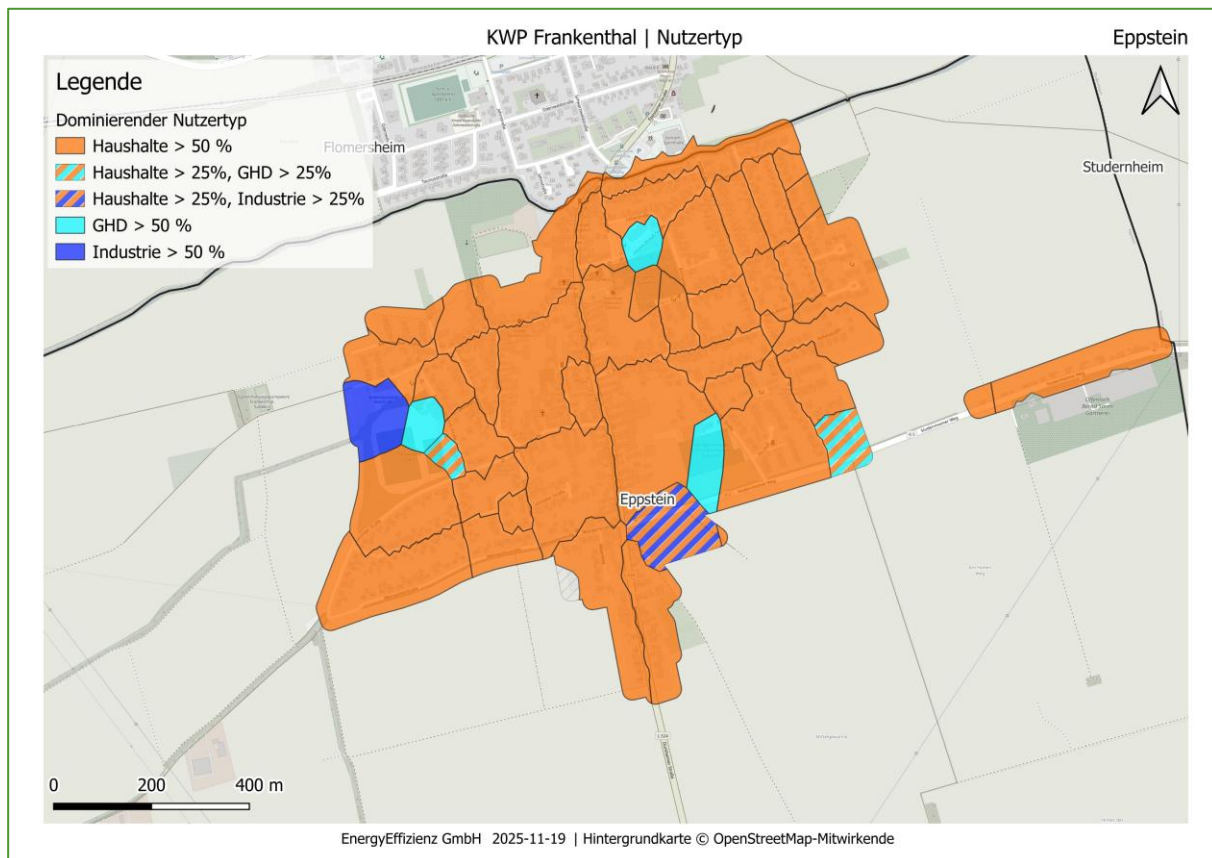 KWP Frankenthal | Nutzertyp
Eppstein
Legende
Dominierender Nutzertyp
Haushalte > 50 %
Haushalte > 25%, GHD > 25%
Haushalte > 25%, Industrie > 25%
GHD > 50 %
Industrie > 50 %
Flomersheim
Studernheim
Eppstein
0 200 400 m
EnergyEffizienz GmbH 2025-11-19 | Hintergrundkarte © OpenStreetMap-Mitwirkende